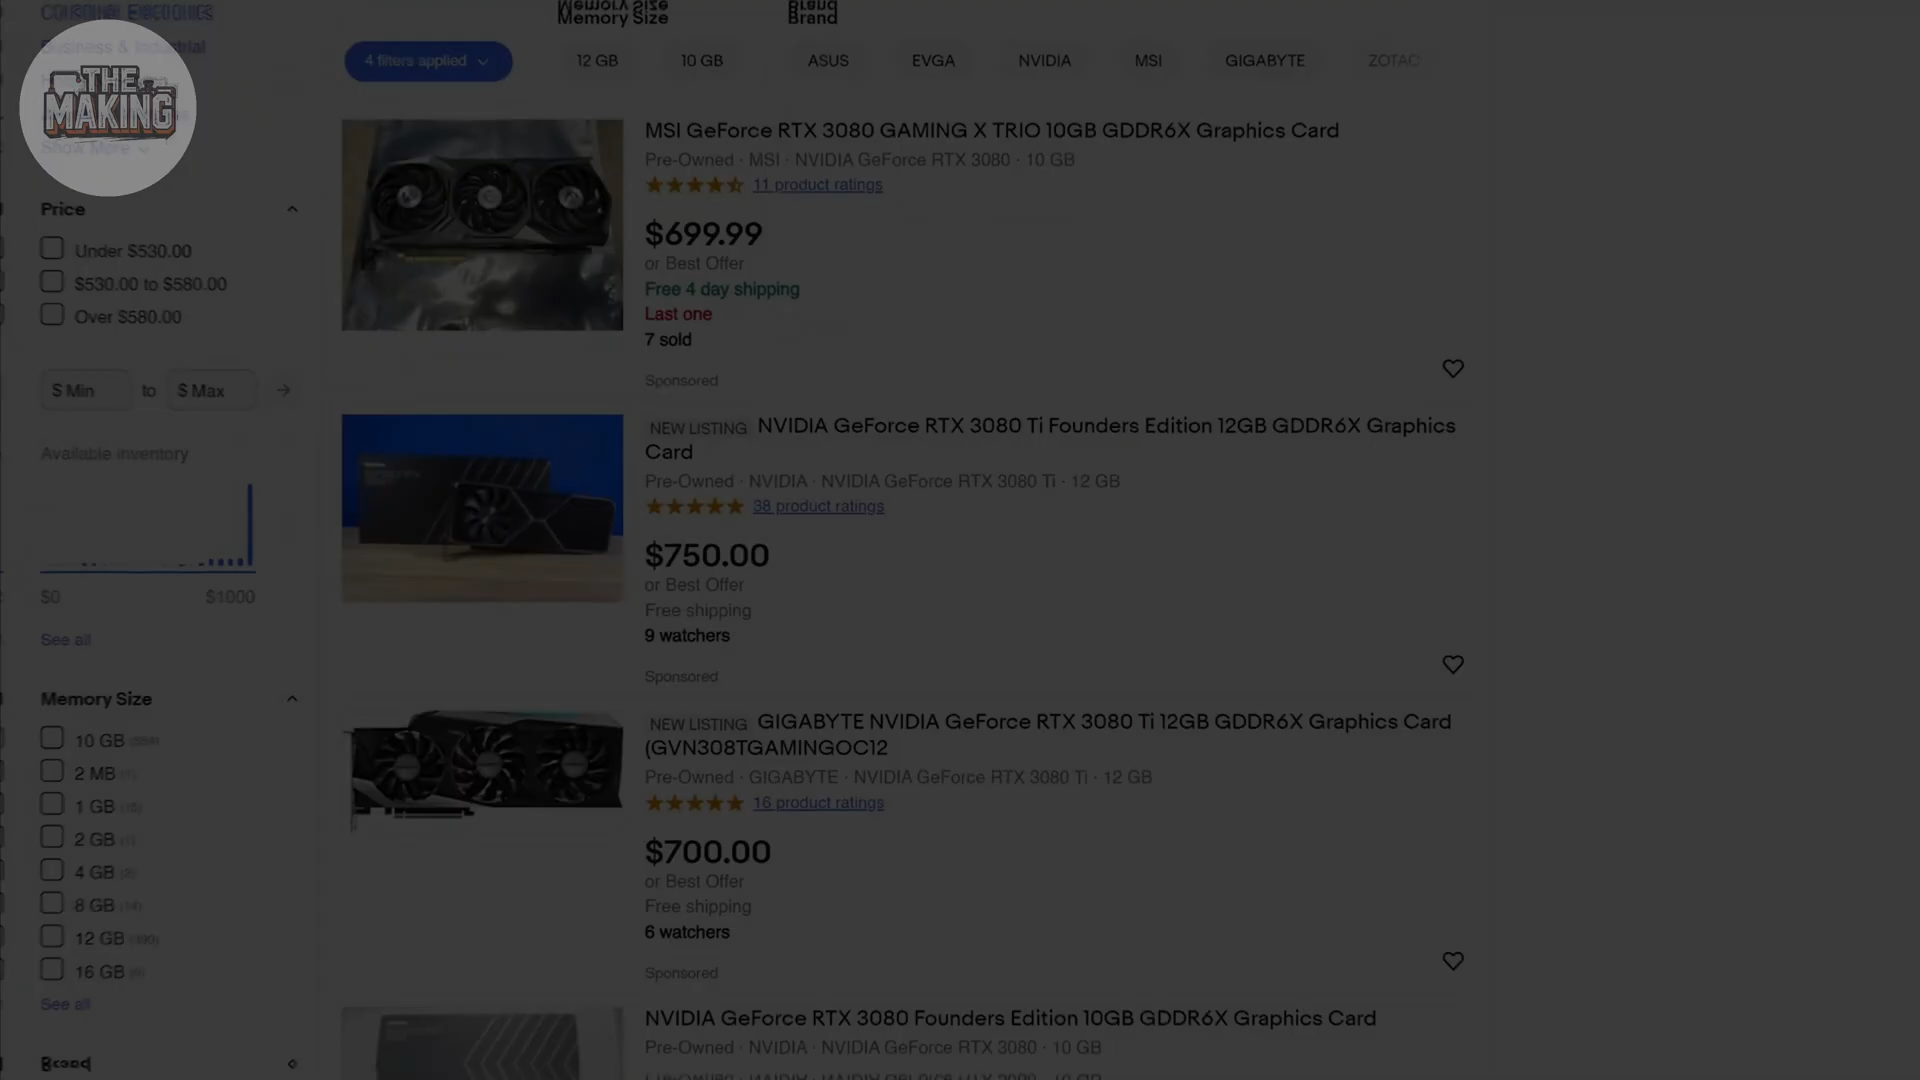 Memory Size
Brand
Business & Industrial
THE
MAKING
Show More
4 filters applied
12 GB
10 GB
ASUS
EVGA
NVIDIA
MSI
GIGABYTE
ZOTAC
Price
Under $530.00
$530.00 to $580.00
Over $580.00
$ Min to $ Max
Available inventory
$0 $1000
See all
Memory Size
10 GB
2 MB (1)
1 GB (15)
2 GB (1)
4 GB (2)
8 GB (14)
12 GB
16 GB
See all
Brand
MSI GeForce RTX 3080 GAMING X TRIO 10GB GDDR6X Graphics Card
Pre-Owned · MSI · NVIDIA GeForce RTX 3080 · 10 GB
11 product ratings
$699.99
or Best Offer
Free 4 day shipping
Last one
7 sold
Sponsored
NEW LISTING NVIDIA GeForce RTX 3080 Ti Founders Edition 12GB GDDR6X Graphics
Card
Pre-Owned · NVIDIA · NVIDIA GeForce RTX 3080 Ti · 12 GB
38 product ratings
$750.00
or Best Offer
Free shipping
9 watchers
Sponsored
NEW LISTING GIGABYTE NVIDIA GeForce RTX 3080 Ti 12GB GDDR6X Graphics Card
(GVN308TGAMINGOC12
Pre-Owned · GIGABYTE · NVIDIA GeForce RTX 3080 Ti · 12 GB
16 product ratings
$700.00
or Best Offer
Free shipping
6 watchers
Sponsored
NVIDIA GeForce RTX 3080 Founders Edition 10GB GDDR6X Graphics Card
Pre-Owned · NVIDIA · NVIDIA GeForce RTX 3080 · 10 GB